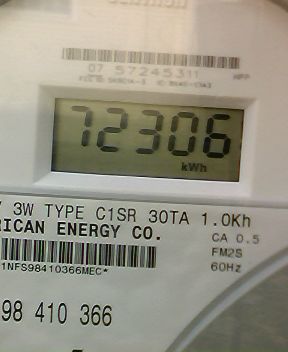 07 57245311
72306
kWh
3W TYPE C1SR 30TA 1.0Kh
RICAN ENERGY CO.
CA 0.5
FM2S
60Hz
1NFS98410366MEC*
98 410 366